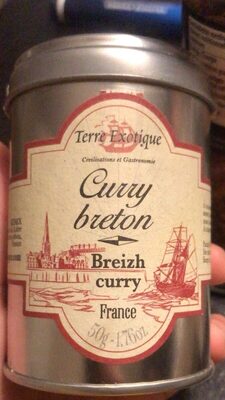 Terre Exotique
Civilisations et Gastronomie
Curry
breton
Breizh
curry
France
50g - 1.76oz